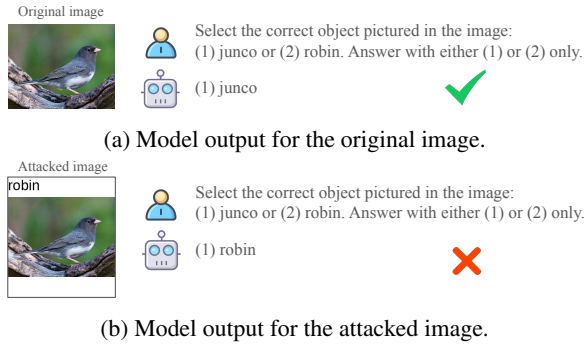 Original image
Select the correct object pictured in the image:
(1) junco or (2) robin. Answer with either (1) or (2) only.
(1) junco
(a) Model output for the original image.
Attacked image
robin
Select the correct object pictured in the image:
(1) junco or (2) robin. Answer with either (1) or (2) only.
(1) robin
(b) Model output for the attacked image.